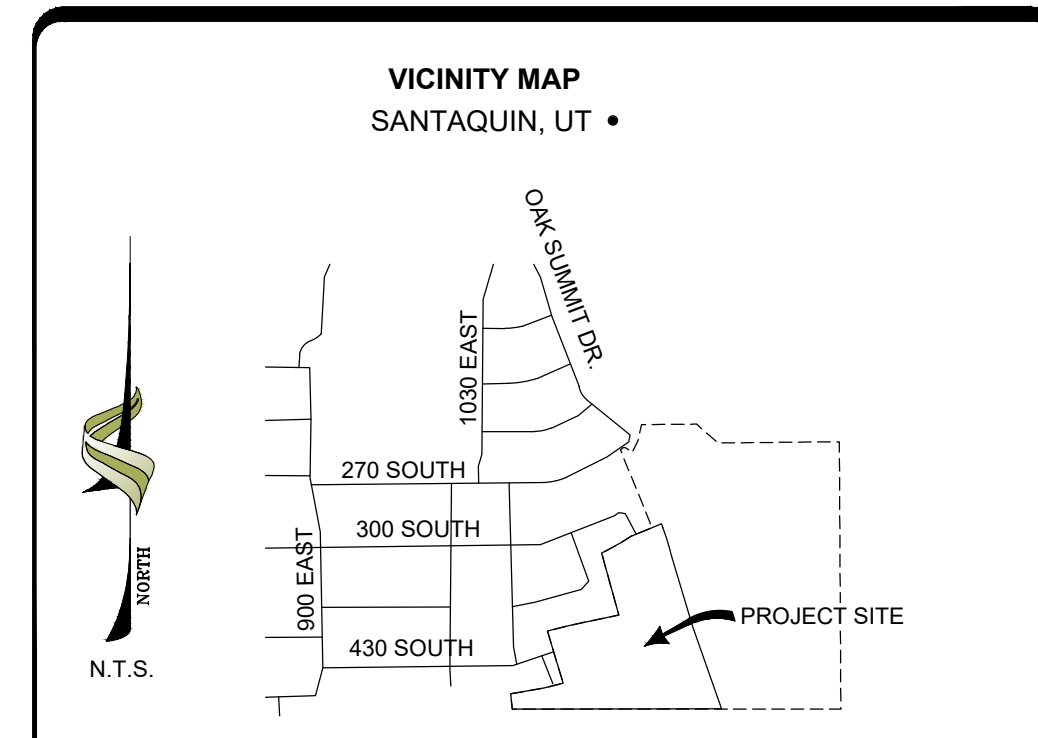 VICINITY MAP
SANTAQUIN, UT •
OAK SUMMIT DR.
1030 EAST
270 SOUTH
300 SOUTH
900 EAST
NORTH
PROJECT SITE
430 SOUTH
N.T.S.